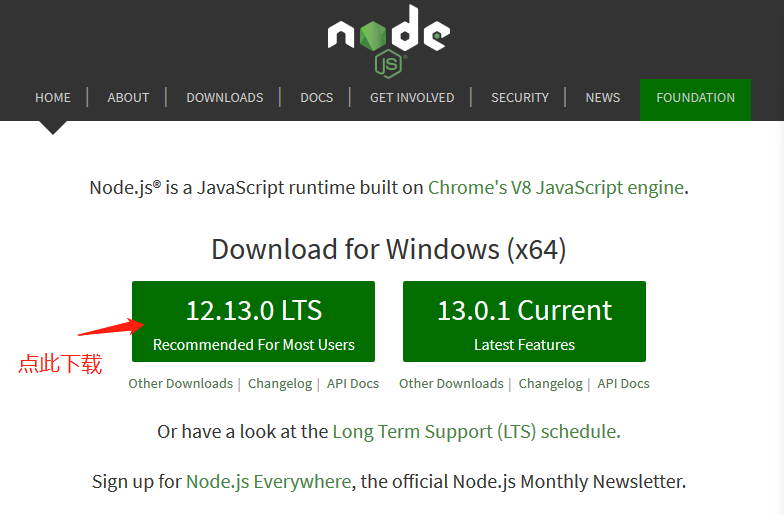 node
JS
HOME | ABOUT | DOWNLOADS | DOCS | GET INVOLVED | SECURITY | NEWS FOUNDATION
Node.js® is a JavaScript runtime built on Chrome's V8 JavaScript engine.
Download for Windows (x64)
12.13.0 LTS 13.0.1 Current
Recommended For Most Users Latest Features
点此下载
Other Downloads | Changelog | API Docs Other Downloads | Changelog | API Docs
Or have a look at the Long Term Support (LTS) schedule.
Sign up for Node.js Everywhere, the official Node.js Monthly Newsletter.